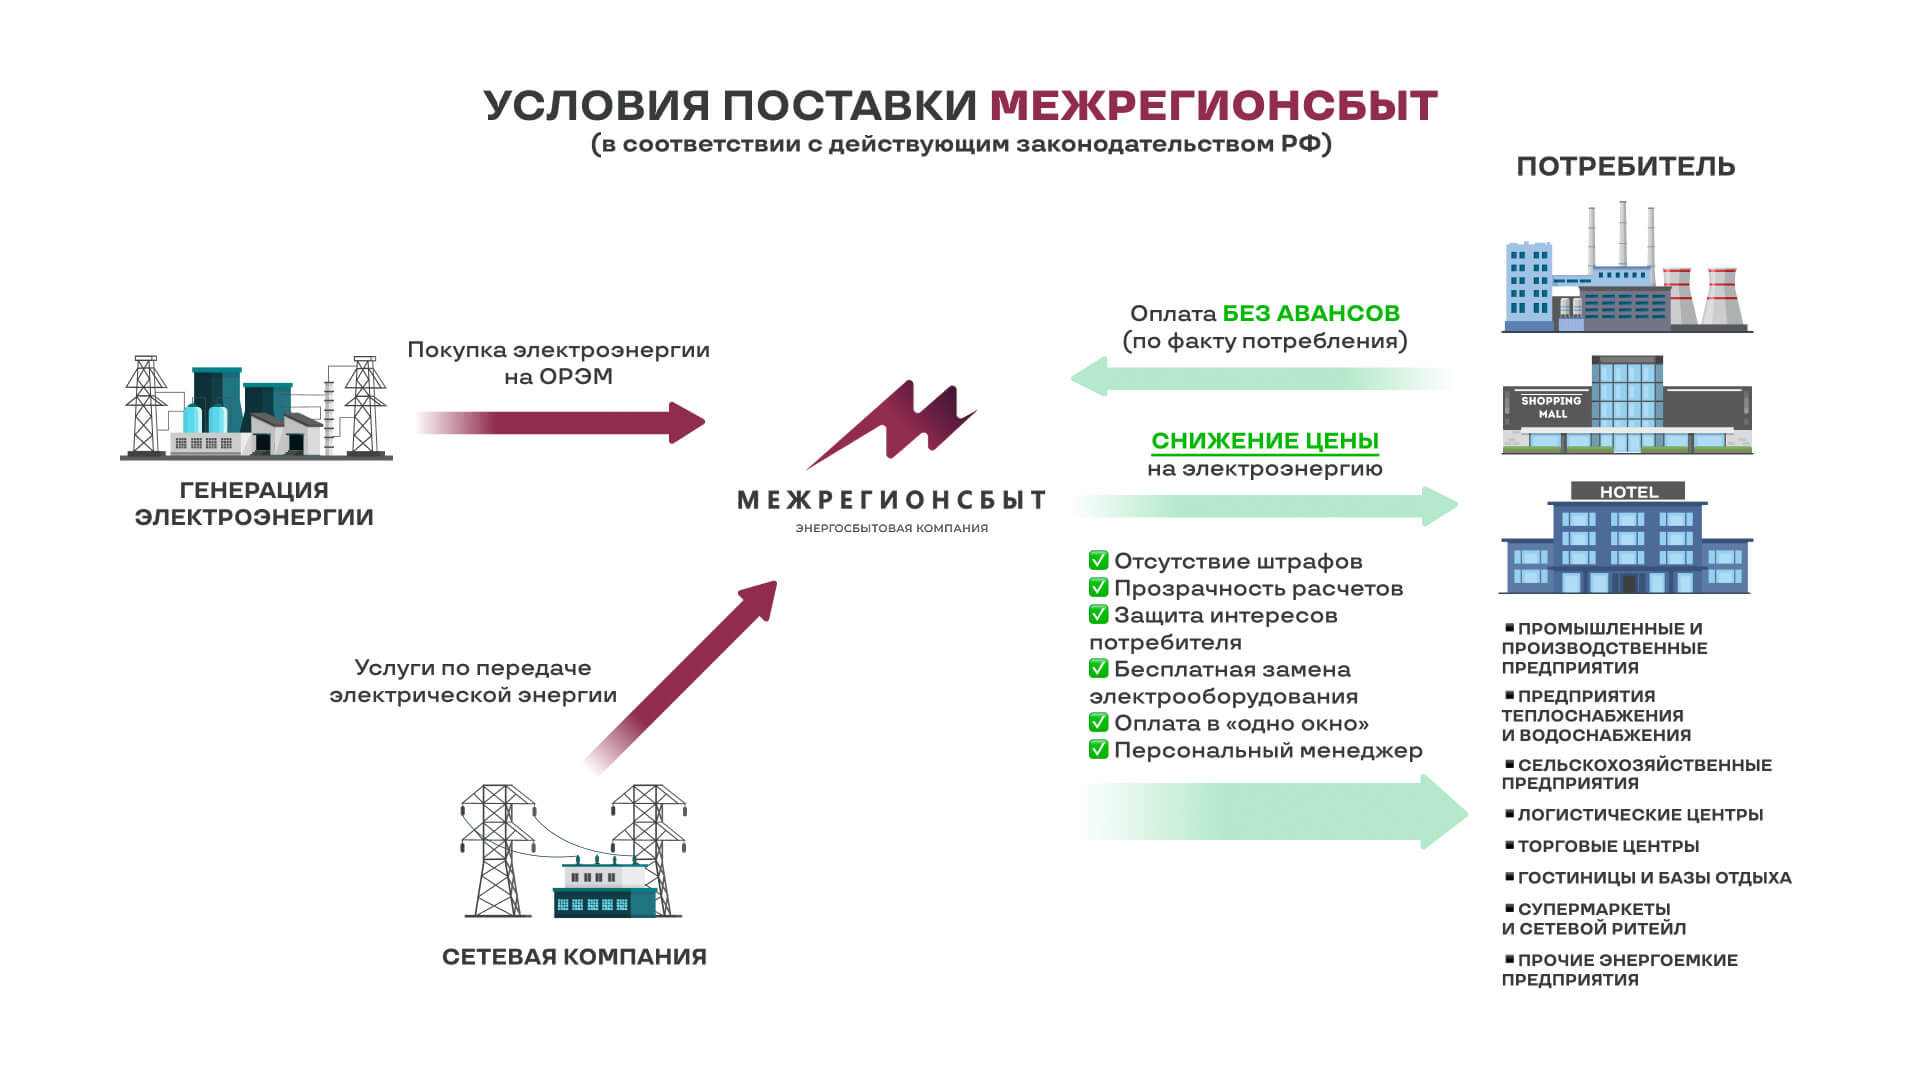 УСЛОВИЯ ПОСТАВКИ МЕЖРЕГИОНСБЫТ
(в соответствии с действующим законодательством РФ)
Покупка электроэнергии
на ОРЭМ
ГЕНЕРАЦИЯ
ЭЛЕКТРОЭНЕРГИИ
Услуги по передаче
электрической энергии
СЕТЕВАЯ КОМПАНИЯ
МЕЖРЕГИОНСБЫТ
ЭНЕРГОСБЫТОВАЯ КОМПАНИЯ
Оплата БЕЗ АВАНСОВ
(по факту потребления)
СНИЖЕНИЕ ЦЕНЫ
на электроэнергию
✅ Отсутствие штрафов
✅ Прозрачность расчетов
✅ Защита интересов
потребителя
✅ Бесплатная замена
электрооборудования
✅ Оплата в «одно окно»
✅ Персональный менеджер
ПОТРЕБИТЕЛЬ
SHOPPING
MALL
HOTEL
▪ ПРОМЫШЛЕННЫЕ И
ПРОИЗВОДСТВЕННЫЕ
ПРЕДПРИЯТИЯ
▪ ПРЕДПРИЯТИЯ
ТЕПЛОСНАБЖЕНИЯ
И ВОДОСНАБЖЕНИЯ
▪ СЕЛЬСКОХОЗЯЙСТВЕННЫЕ
ПРЕДПРИЯТИЯ
▪ ЛОГИСТИЧЕСКИЕ ЦЕНТРЫ
▪ ТОРГОВЫЕ ЦЕНТРЫ
▪ ГОСТИНИЦЫ И БАЗЫ ОТДЫХА
▪ СУПЕРМАРКЕТЫ
И СЕТЕВОЙ РИТЕЙЛ
▪ ПРОЧИЕ ЭНЕРГОЕМКИЕ
ПРЕДПРИЯТИЯ